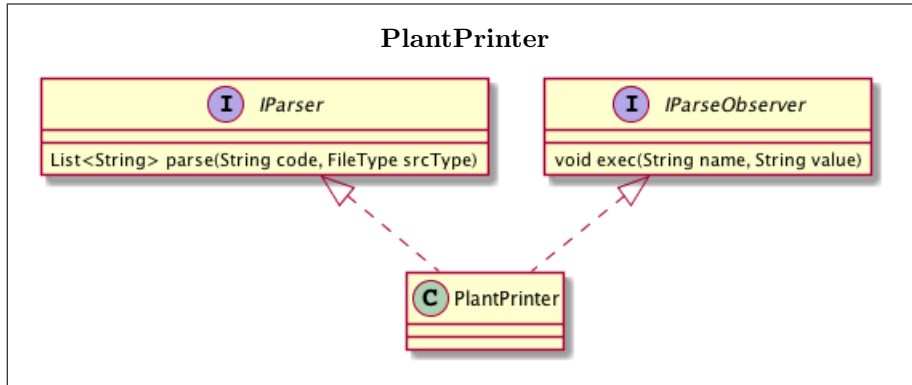 PlantPrinter
I IParser
I IParseObserver
List<String> parse(String code, FileType srcType)
void exec(String name, String value)
C PlantPrinter